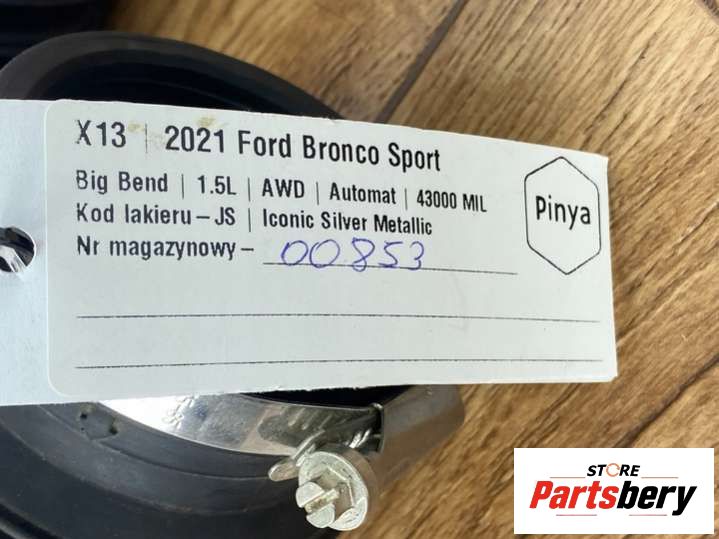 X13 | 2021 Ford Bronco Sport
Big Bend | 1.5L | AWD | Automat | 43000 MIL
Kod lakieru – JS | Iconic Silver Metallic
Nr magazynowy – 00853
Pinya
STORE
Partsbery